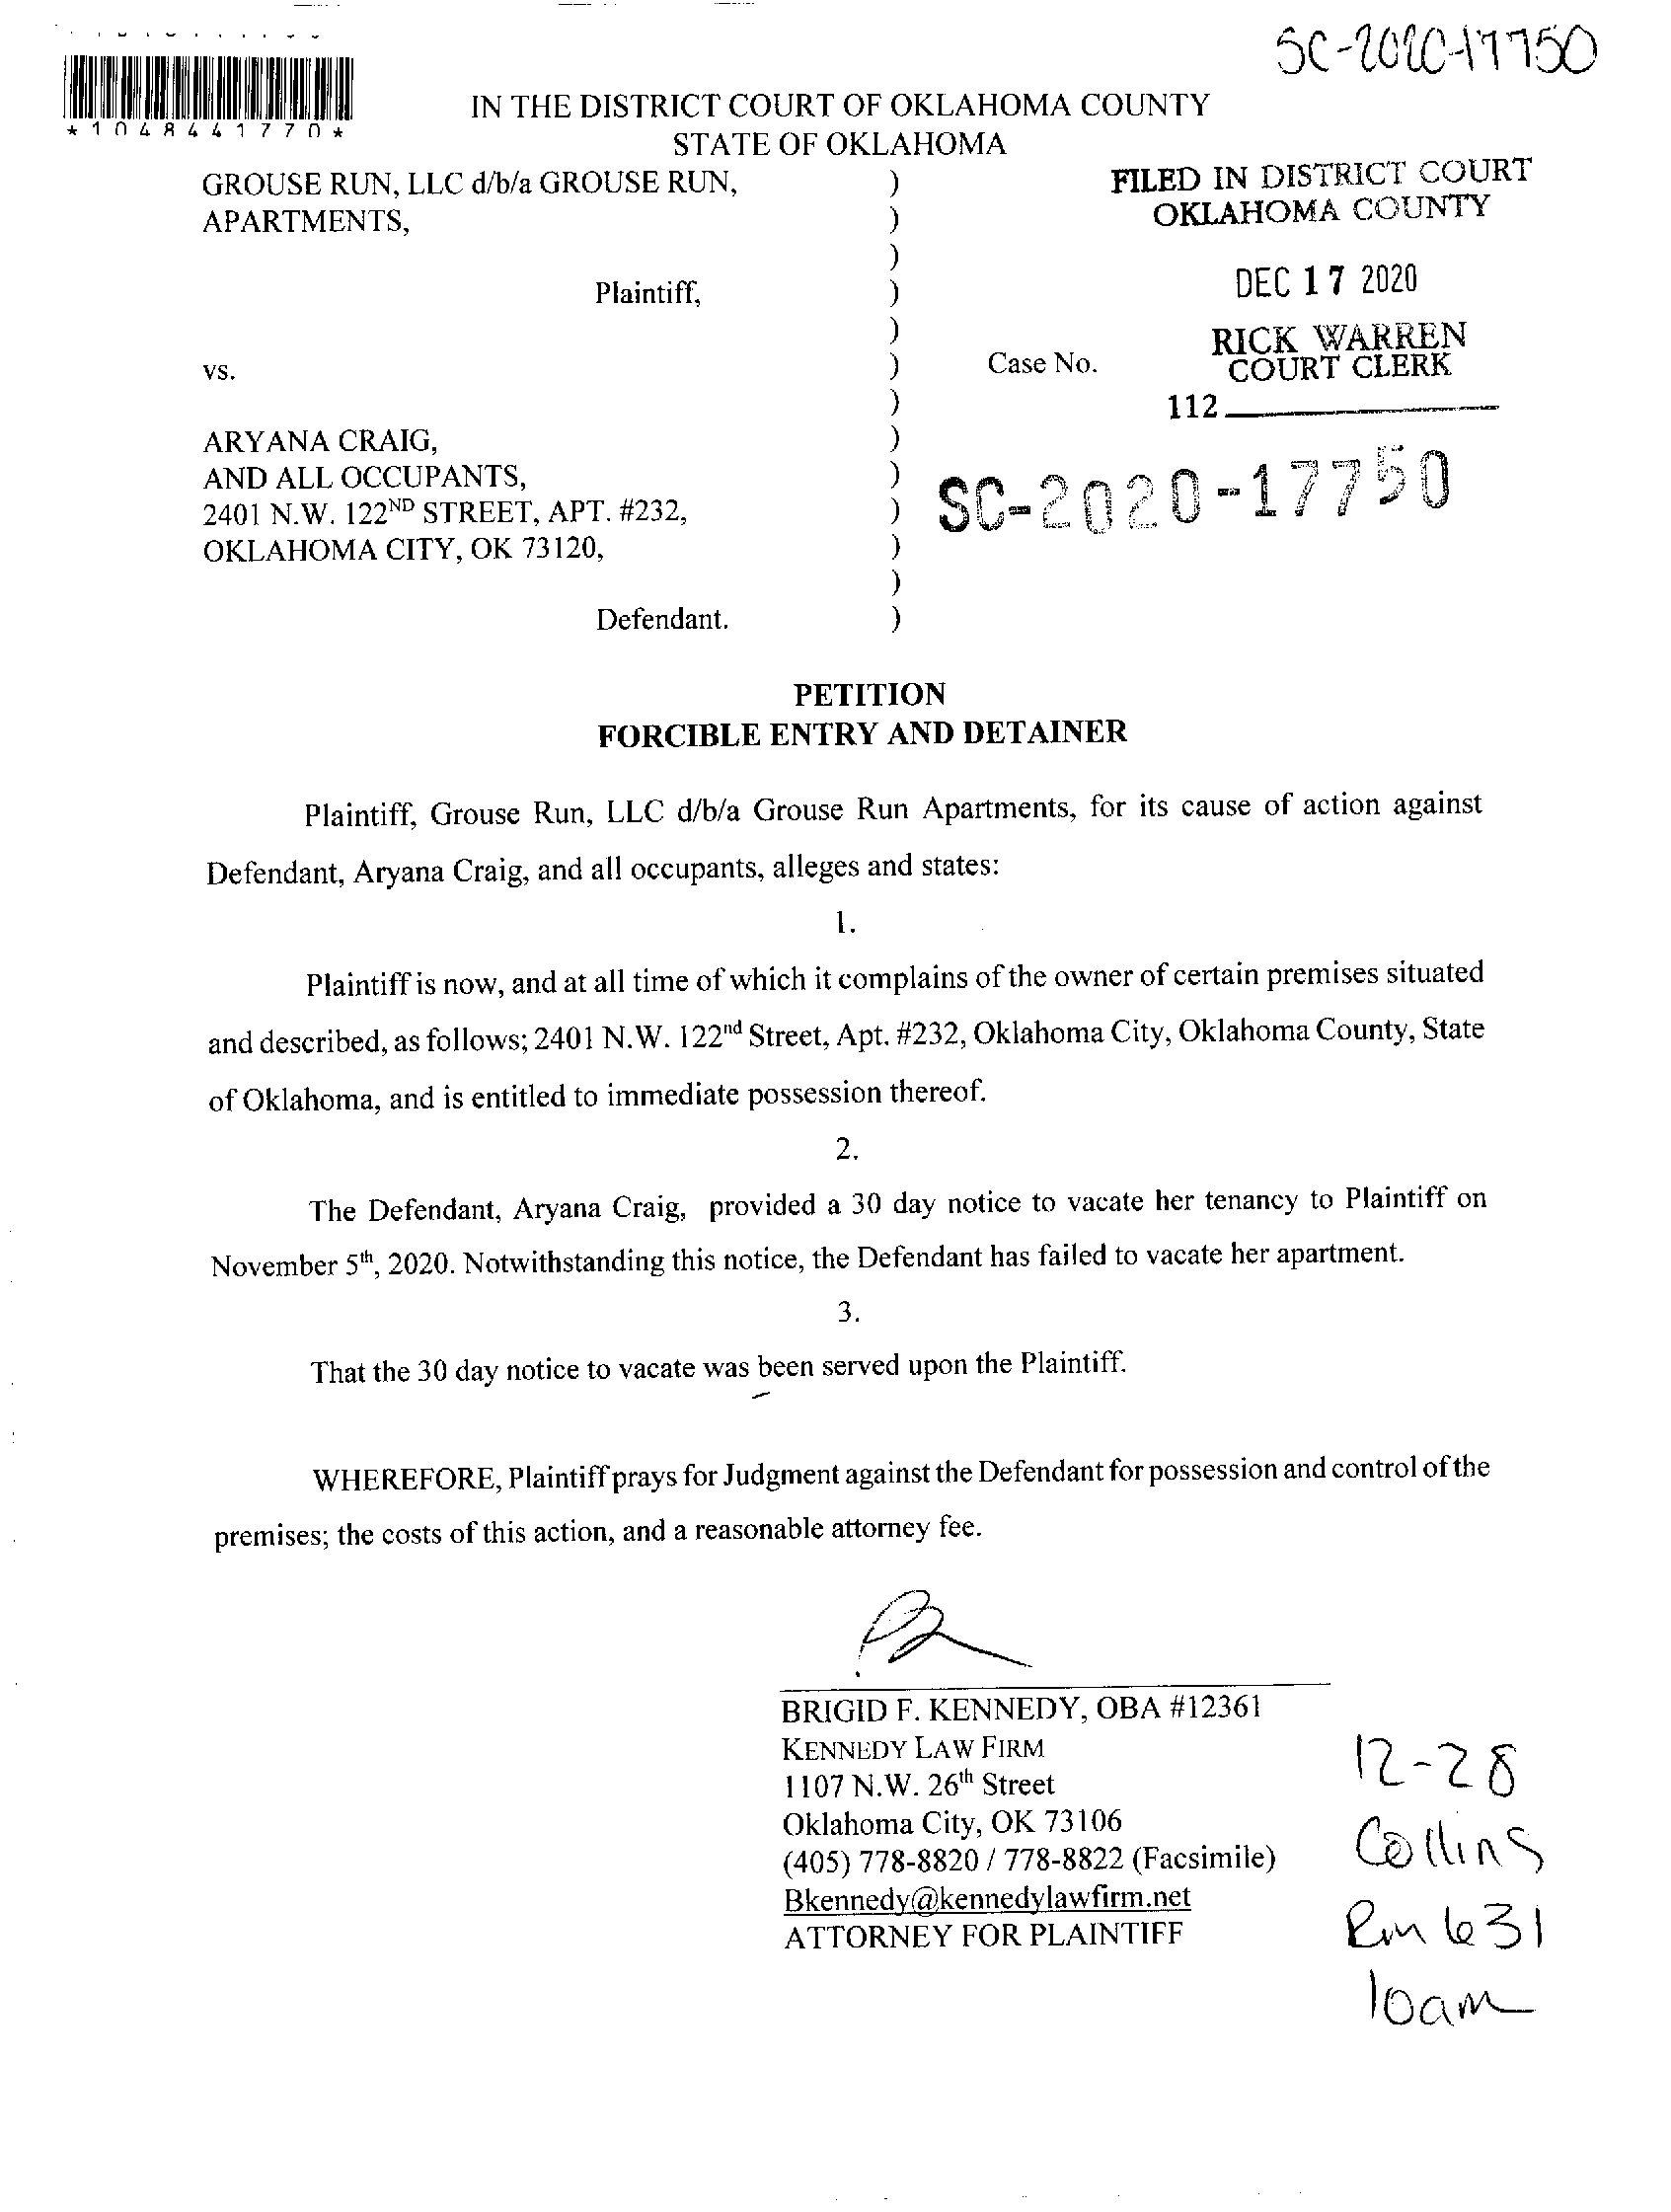 SC-2020-17750
*1048441770*
IN THE DISTRICT COURT OF OKLAHOMA COUNTY
STATE OF OKLAHOMA
GROUSE RUN, LLC d/b/a GROUSE RUN, )
APARTMENTS, )
)
Plaintiff, )
)
vs. )
)
ARYANA CRAIG, )
AND ALL OCCUPANTS, )
2401 N.W. 122ND STREET, APT. #232, )
OKLAHOMA CITY, OK 73120, )
)
Defendant. )
FILED IN DISTRICT COURT
OKLAHOMA COUNTY
DEC 17 2020
RICK WARREN
COURT CLERK
Case No.
112
SC-2020-17750
PETITION
FORCIBLE ENTRY AND DETAINER
Plaintiff, Grouse Run, LLC d/b/a Grouse Run Apartments, for its cause of action against
Defendant, Aryana Craig, and all occupants, alleges and states:
1.
Plaintiff is now, and at all time of which it complains of the owner of certain premises situated
and described, as follows; 2401 N.W. 122nd Street, Apt. #232, Oklahoma City, Oklahoma County, State
of Oklahoma, and is entitled to immediate possession thereof.
2.
The Defendant, Aryana Craig, provided a 30 day notice to vacate her tenancy to Plaintiff on
November 5th, 2020. Notwithstanding this notice, the Defendant has failed to vacate her apartment.
3.
That the 30 day notice to vacate was been served upon the Plaintiff.
WHEREFORE, Plaintiff prays for Judgment against the Defendant for possession and control of the
premises; the costs of this action, and a reasonable attorney fee.
BRIGID F. KENNEDY, OBA #12361
KENNEDY LAW FIRM
1107 N.W. 26th Street
Oklahoma City, OK 73106
(405) 778-8820 / 778-8822 (Facsimile)
Bkennedy@kennedylawfirm.net
ATTORNEY FOR PLAINTIFF
12-28
Collins
Rm 631
10am